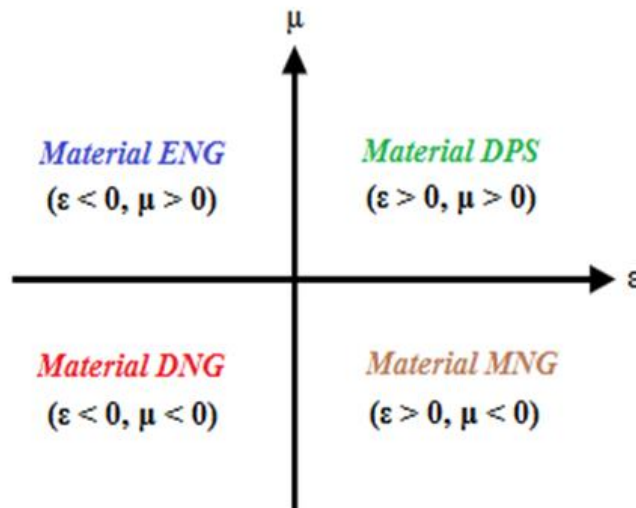 μ
Material ENG
(ε < 0, μ > 0)
Material DPS
(ε > 0, μ > 0)
ε
Material DNG
(ε < 0, μ < 0)
Material MNG
(ε > 0, μ < 0)